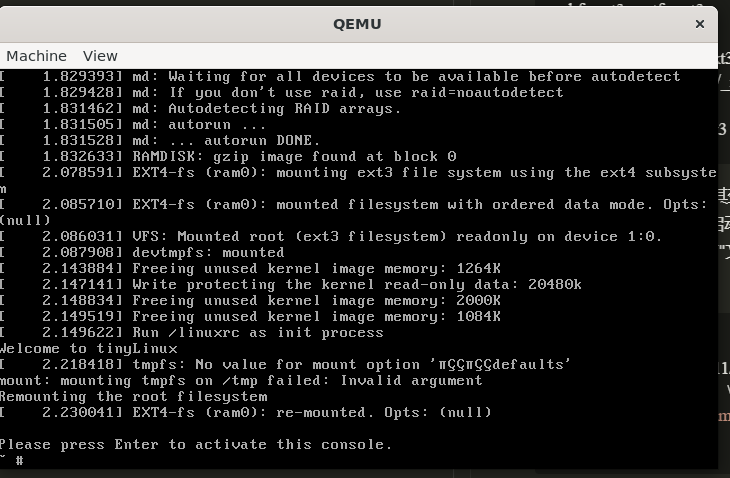 QEMU
×
Machine View
[ 1.829393] md: Waiting for all devices to be available before autodetect
[ 1.829428] md: If you don't use raid, use raid=noautodetect
[ 1.831462] md: Autodetecting RAID arrays.
[ 1.831505] md: autorun ...
[ 1.831528] md: ... autorun DONE.
[ 1.832633] RAMDISK: gzip image found at block 0
[ 2.078591] EXT4-fs (ram0): mounting ext3 file system using the ext4 subsyste
m
[ 2.085710] EXT4-fs (ram0): mounted filesystem with ordered data mode. Opts:
(null)
[ 2.086031] VFS: Mounted root (ext3 filesystem) readonly on device 1:0.
[ 2.087908] devtmpfs: mounted
[ 2.143884] Freeing unused kernel image memory: 1264K
[ 2.147141] Write protecting the kernel read-only data: 20480k
[ 2.148834] Freeing unused kernel image memory: 2000K
[ 2.149519] Freeing unused kernel image memory: 1084K
[ 2.149622] Run /linuxrc as init process
Welcome to tinyLinux
[ 2.218418] tmpfs: No value for mount option 'πÇÇπÇÇdefaults'
mount: mounting tmpfs on /tmp failed: Invalid argument
Remounting the root filesystem
[ 2.230041] EXT4-fs (ram0): re-mounted. Opts: (null)
Please press Enter to activate this console.
~ #